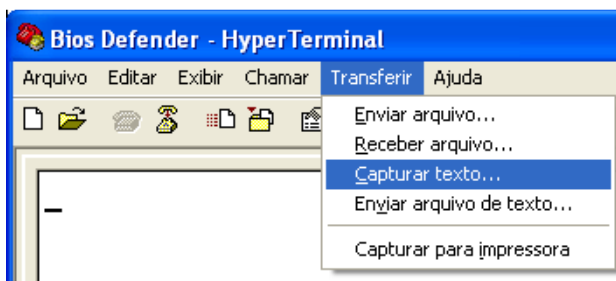 Bios Defender - HyperTerminal
Arquivo Editar Exibir Chamar Transferir Ajuda
Enviar arquivo...
Receber arquivo...
Capturar texto...
Enviar arquivo de texto...
Capturar para impressora